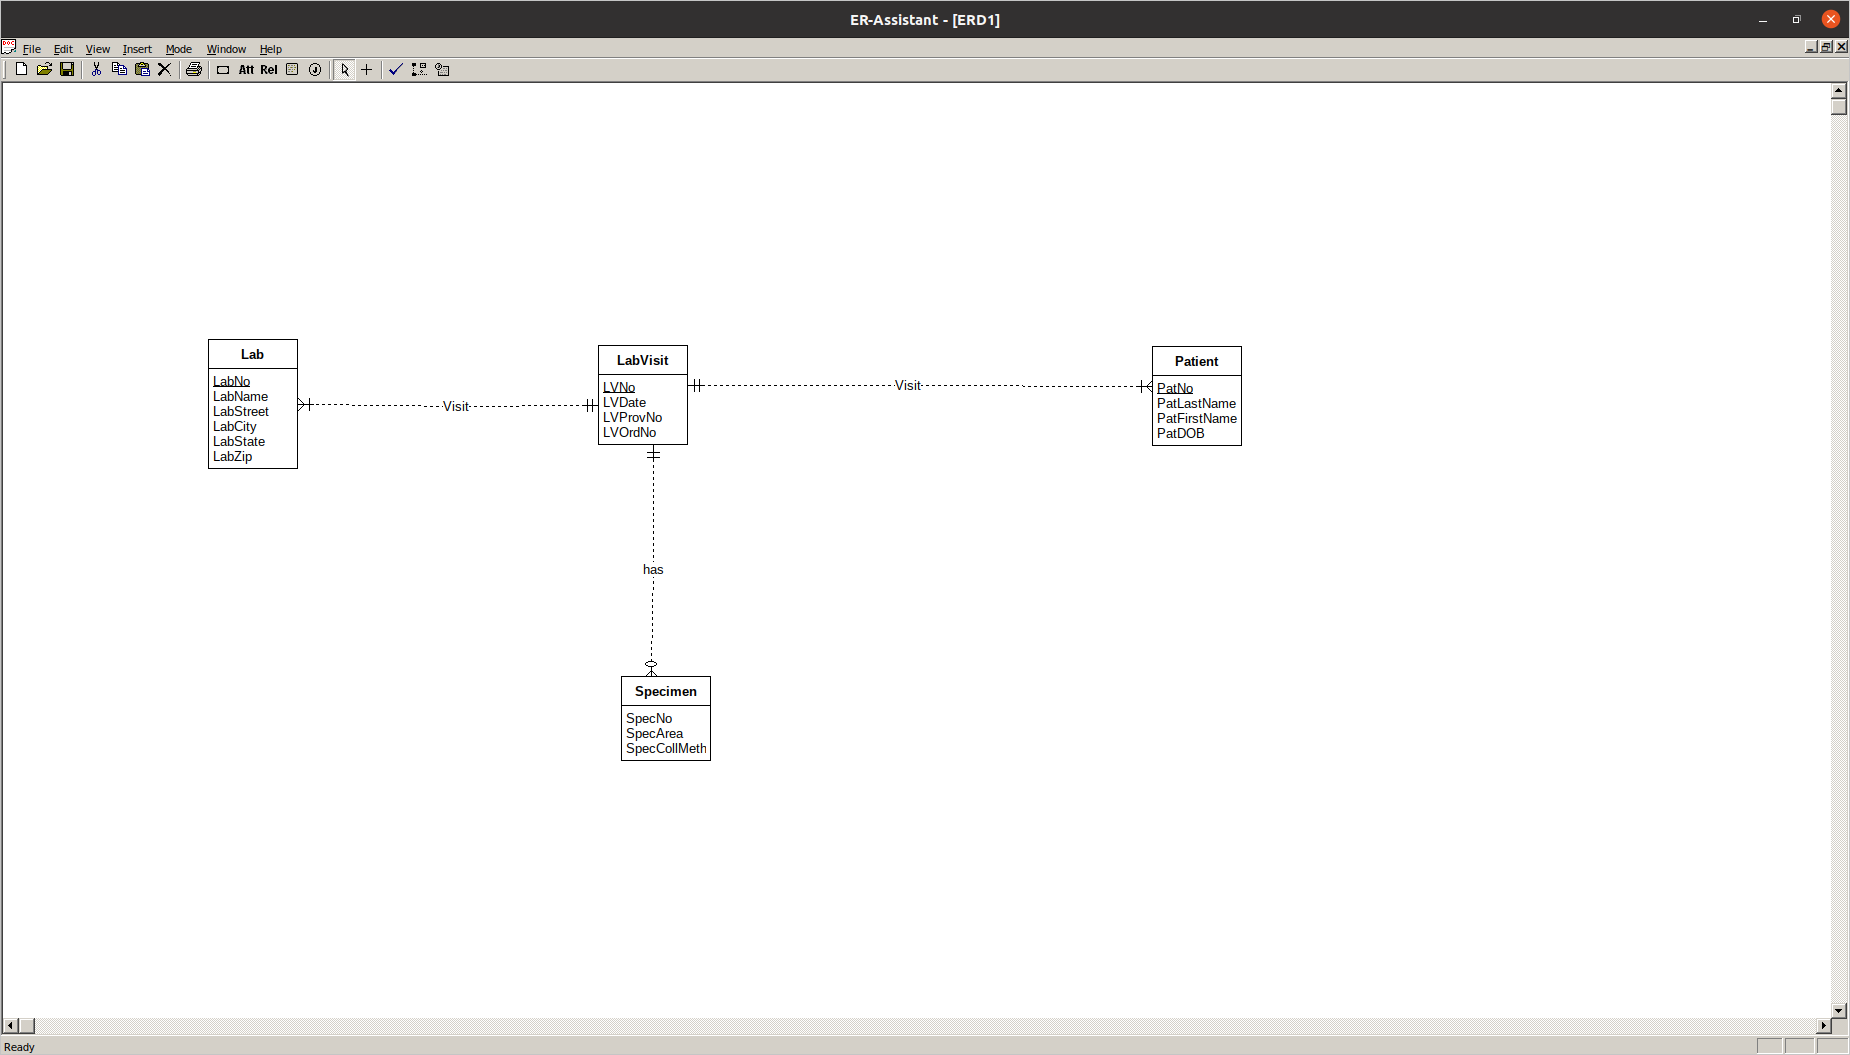 ER-Assistant - [ERD1]
File Edit View Insert Mode Window Help
Att Rel
Lab
LabNo
LabName
LabStreet
LabCity
LabState
LabZip
Visit
LabVisit
LVNo
LVDate
LVProvNo
LVOrdNo
Visit
Patient
PatNo
PatLastName
PatFirstName
PatDOB
has
Specimen
SpecNo
SpecArea
SpecCollMeth
Ready